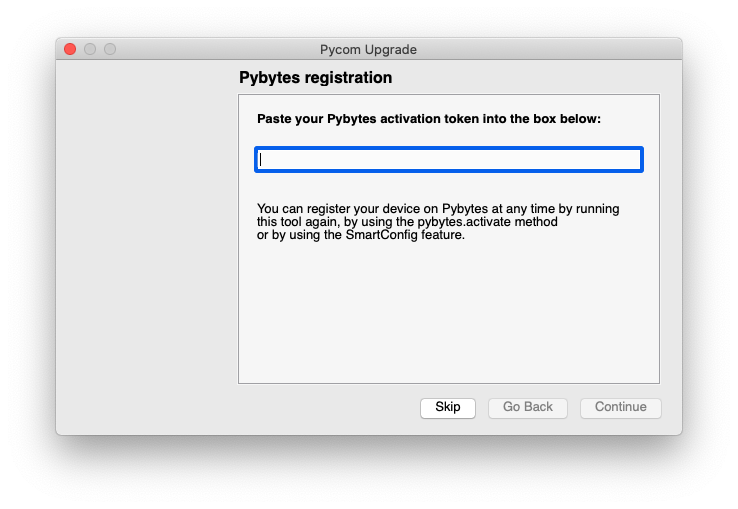 Pycom Upgrade
Pybytes registration
Paste your Pybytes activation token into the box below:
You can register your device on Pybytes at any time by running
this tool again, by using the pybytes.activate method
or by using the SmartConfig feature.
Skip
Go Back
Continue